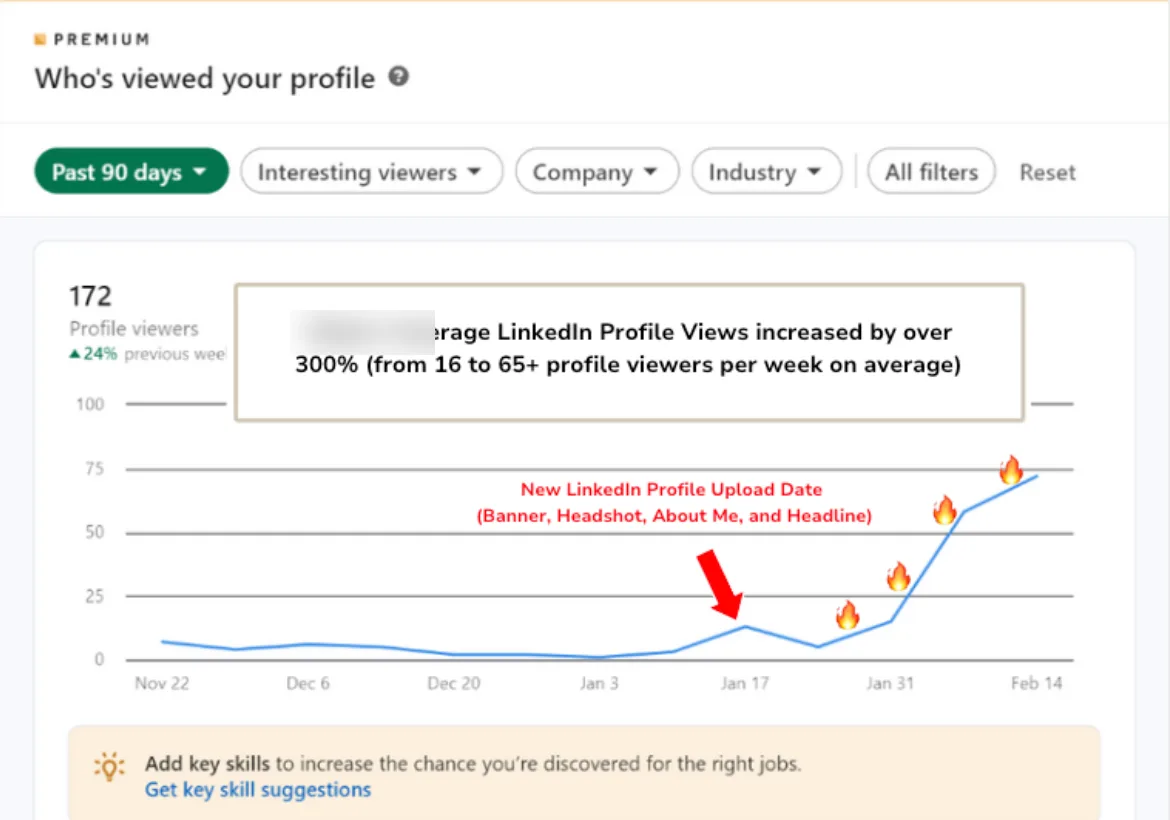 PREMIUM
Who's viewed your profile ?
Past 90 days
Interesting viewers
Company
Industry
All filters
Reset
172
Profile viewers
24% previous wee
erage LinkedIn Profile Views increased by over
300% (from 16 to 65+ profile viewers per week on average)
100
75
New LinkedIn Profile Upload Date
(Banner, Headshot, About Me, and Headline)
50
25
0
Nov 22 Dec 6 Dec 20 Jan 3 Jan 17 Jan 31 Feb 14
Add key skills to increase the chance you're discovered for the right jobs.
Get key skill suggestions